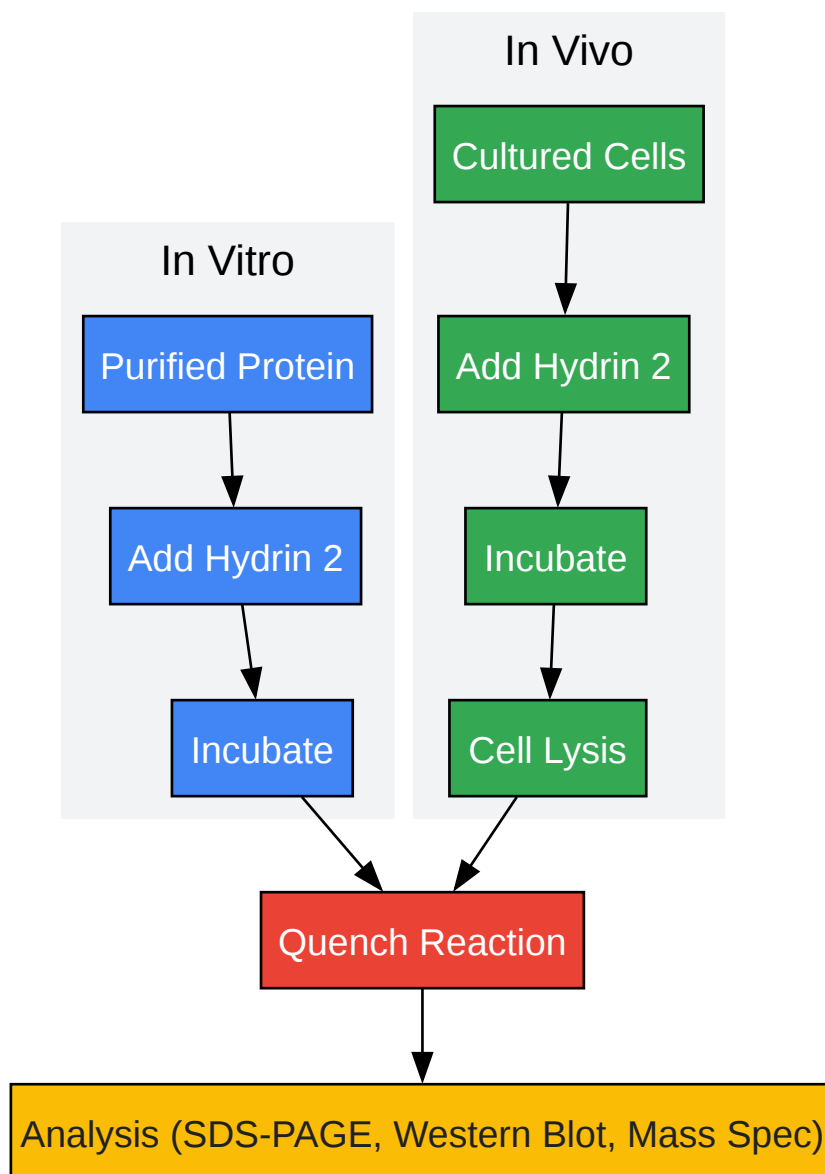 In Vitro
Purified Protein
Add Hydrin 2
Incubate
In Vivo
Cultured Cells
Add Hydrin 2
Incubate
Cell Lysis
Quench Reaction
Analysis (SDS-PAGE, Western Blot, Mass Spec)